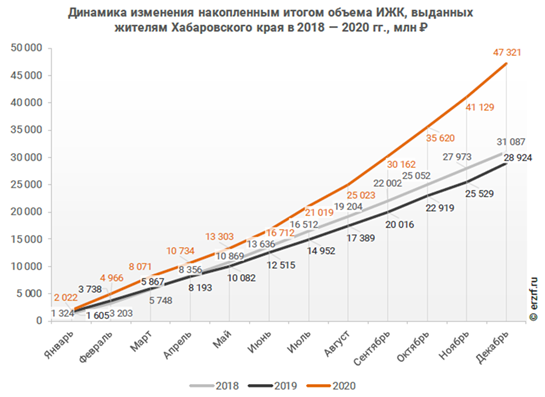 Динамика изменения накопленным итогом объема ИЖК, выданных
жителям Хабаровского края в 2018 — 2020 гг., млн ₽
50 000
45 000
40 000
35 000
30 000
25 000
20 000
15 000
10 000
5 000
0
47 321
41 129
35 620
30 162
25 023
21 019
16 712
13 303
10 734
8 071
4 966
2 022
31 087
27 973
25 052
22 002
19 204
16 512
13 636
10 869
8 356
5 748
3 203
1 324
28 924
25 529
22 919
20 016
17 389
14 952
12 515
10 082
8 193
5 867
3 738
1 605
Январь
Февраль
Март
Апрель
Май
Июнь
Июль
Август
Сентябрь
Октябрь
Ноябрь
Декабрь
2018 2019 2020
© erzrf.ru